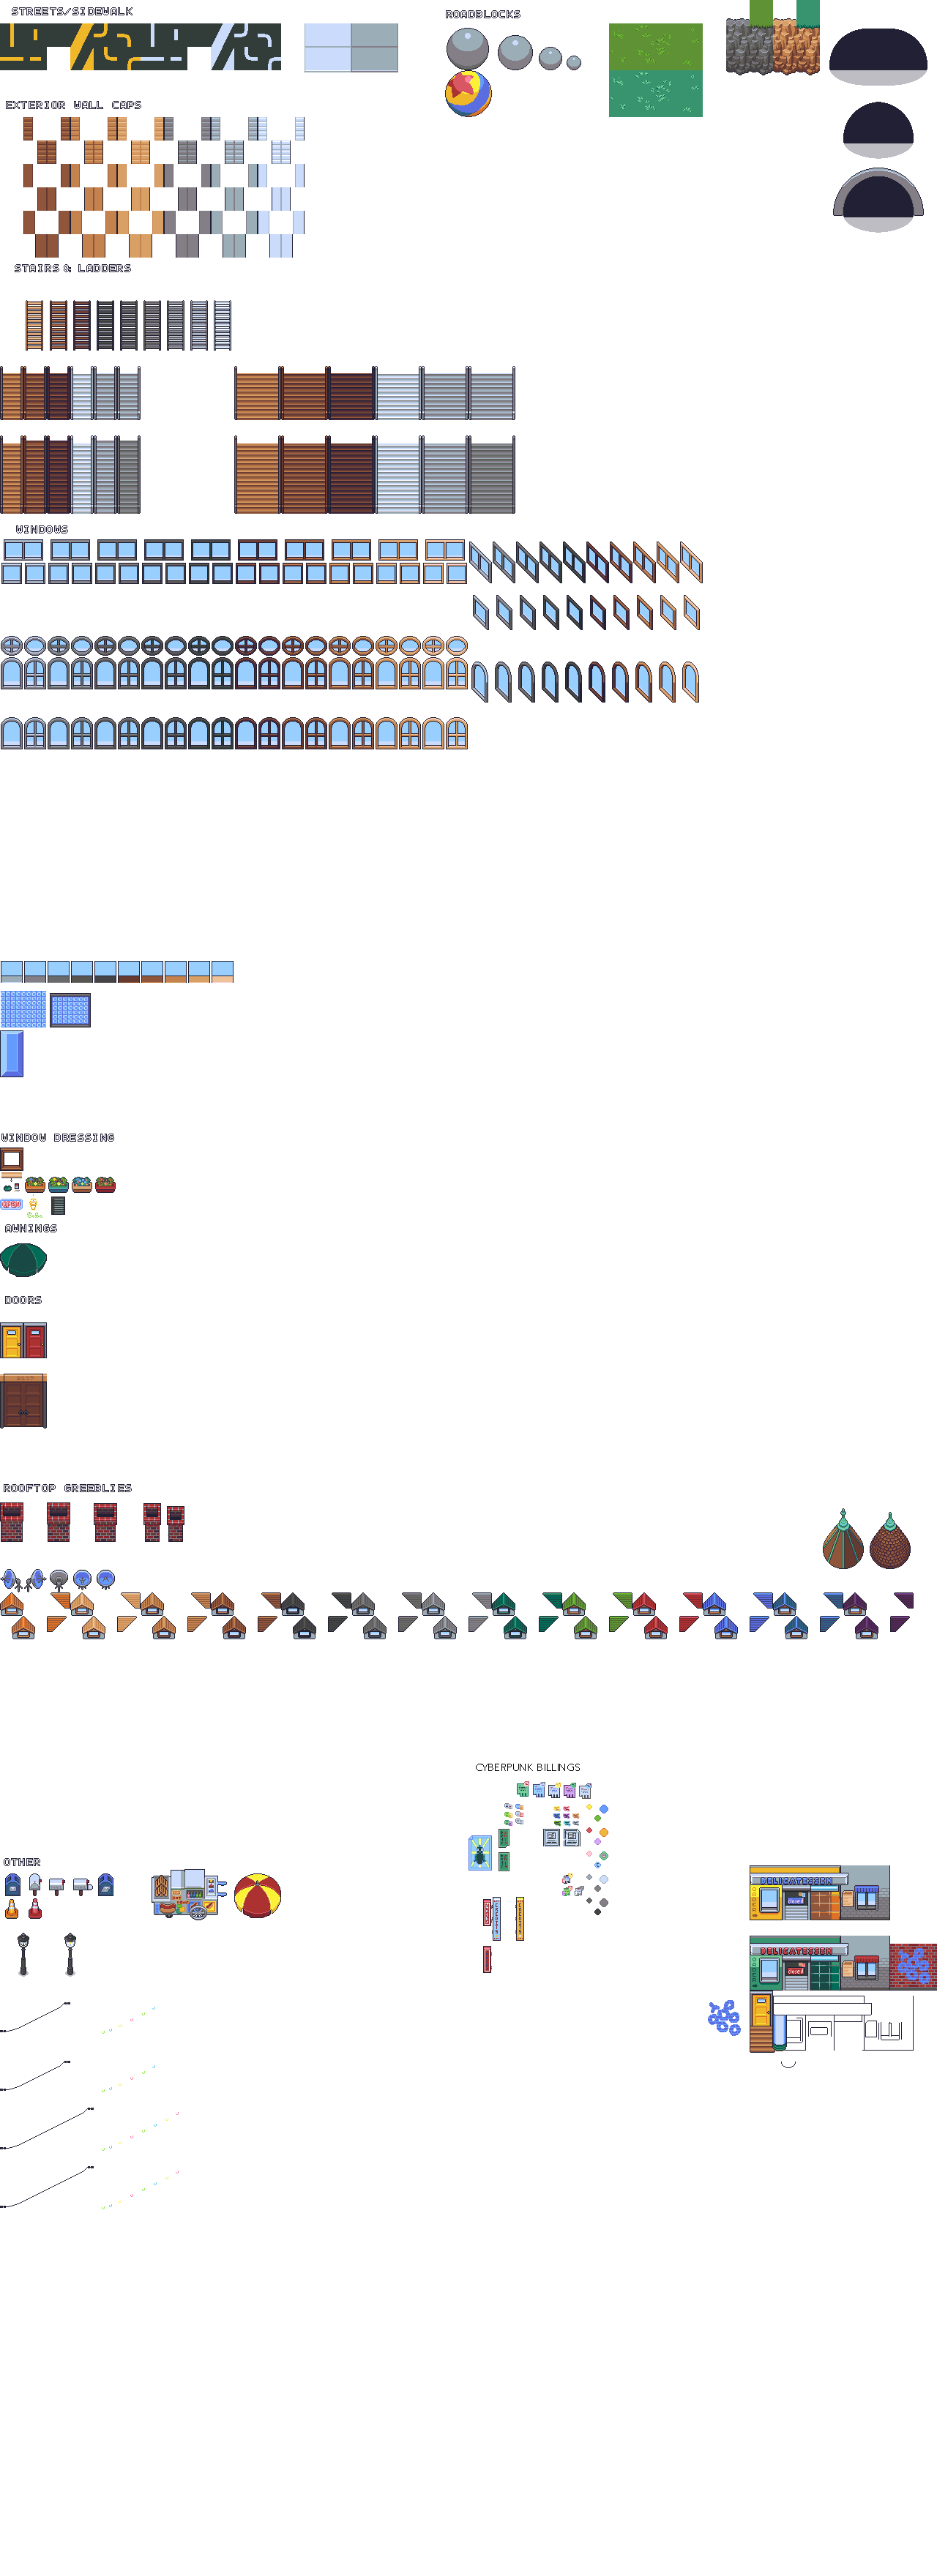 STREETS/SIDEWALK
ROADBLOCKS
EXTERIOR WALL CAPS
STAIRS & LADDERS
WINDOWS
WINDOW DRESSING
OPEN
AWNINGS
DOORS
ROOFTOP GREEBLIES
CYBERPUNK BILLINGS
OTHER
DELICATESSEN
closed
DELICATESSEN
closed